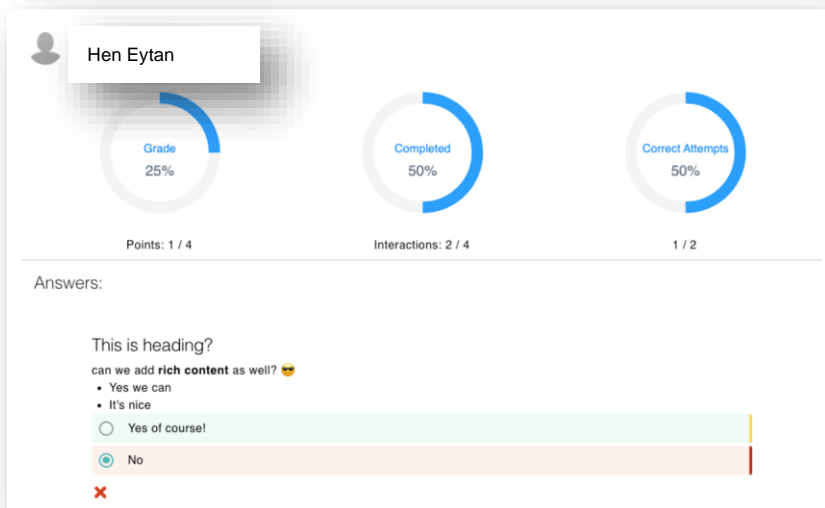 Hen Eytan
Grade
25%
Completed
50%
Correct Attempts
50%
Points: 1 / 4
Interactions: 2 / 4
1 / 2
Answers:
This is heading?
can we add rich content as well? 😎
• Yes we can
• It's nice
Yes of course!
No